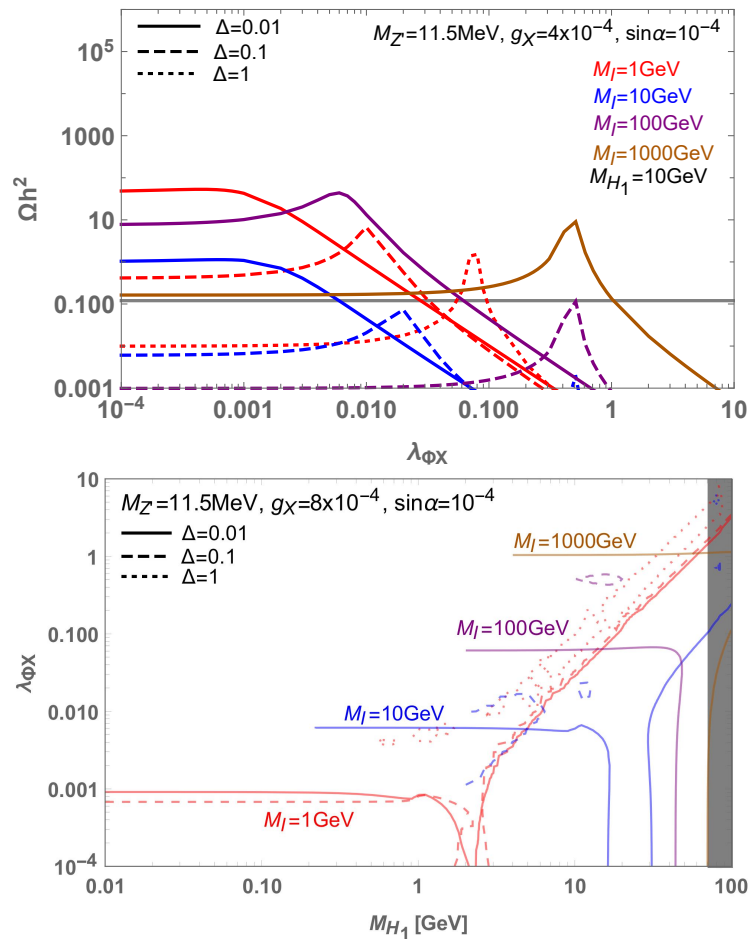 M_Z'=11.5MeV, g_X=4x10^-4, sinα=10^-4
Δ=0.01
Δ=0.1
Δ=1
M_I=1GeV
M_I=10GeV
M_I=100GeV
M_I=1000GeV
M_H_1=10GeV
10^5
1000
10
0.100
0.001
Ωh^2
10^-4 0.001 0.010 0.100 1 10
λ_ΦX
M_Z'=11.5MeV, g_X=8x10^-4, sinα=10^-4
Δ=0.01
Δ=0.1
Δ=1
M_I=1000GeV
M_I=100GeV
M_I=10GeV
M_I=1GeV
10
1
0.100
0.010
0.001
10^-4
λ_ΦX
0.01 0.10 1 10 100
M_H_1 [GeV]